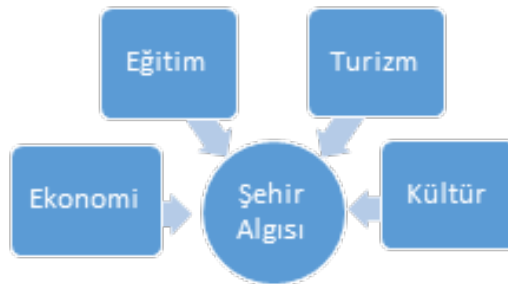 Eğitim
Turizm
Ekonomi
Şehir
Algısı
Kültür